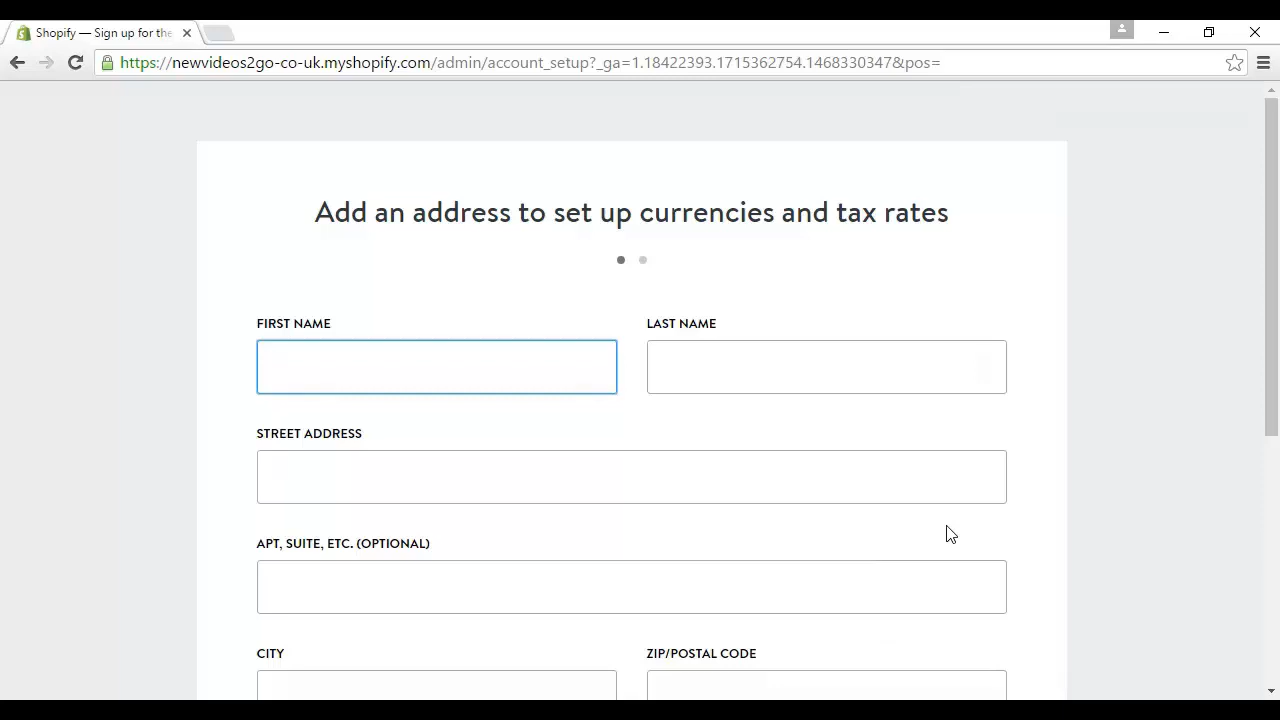 Shopify — Sign up for the
https://newvideos2go-co-uk.myshopify.com/admin/account_setup?_ga=1.18422393.1715362754.1468330347&pos=
Add an address to set up currencies and tax rates
FIRST NAME
LAST NAME
STREET ADDRESS
APT, SUITE, ETC. (OPTIONAL)
CITY
ZIP/POSTAL CODE